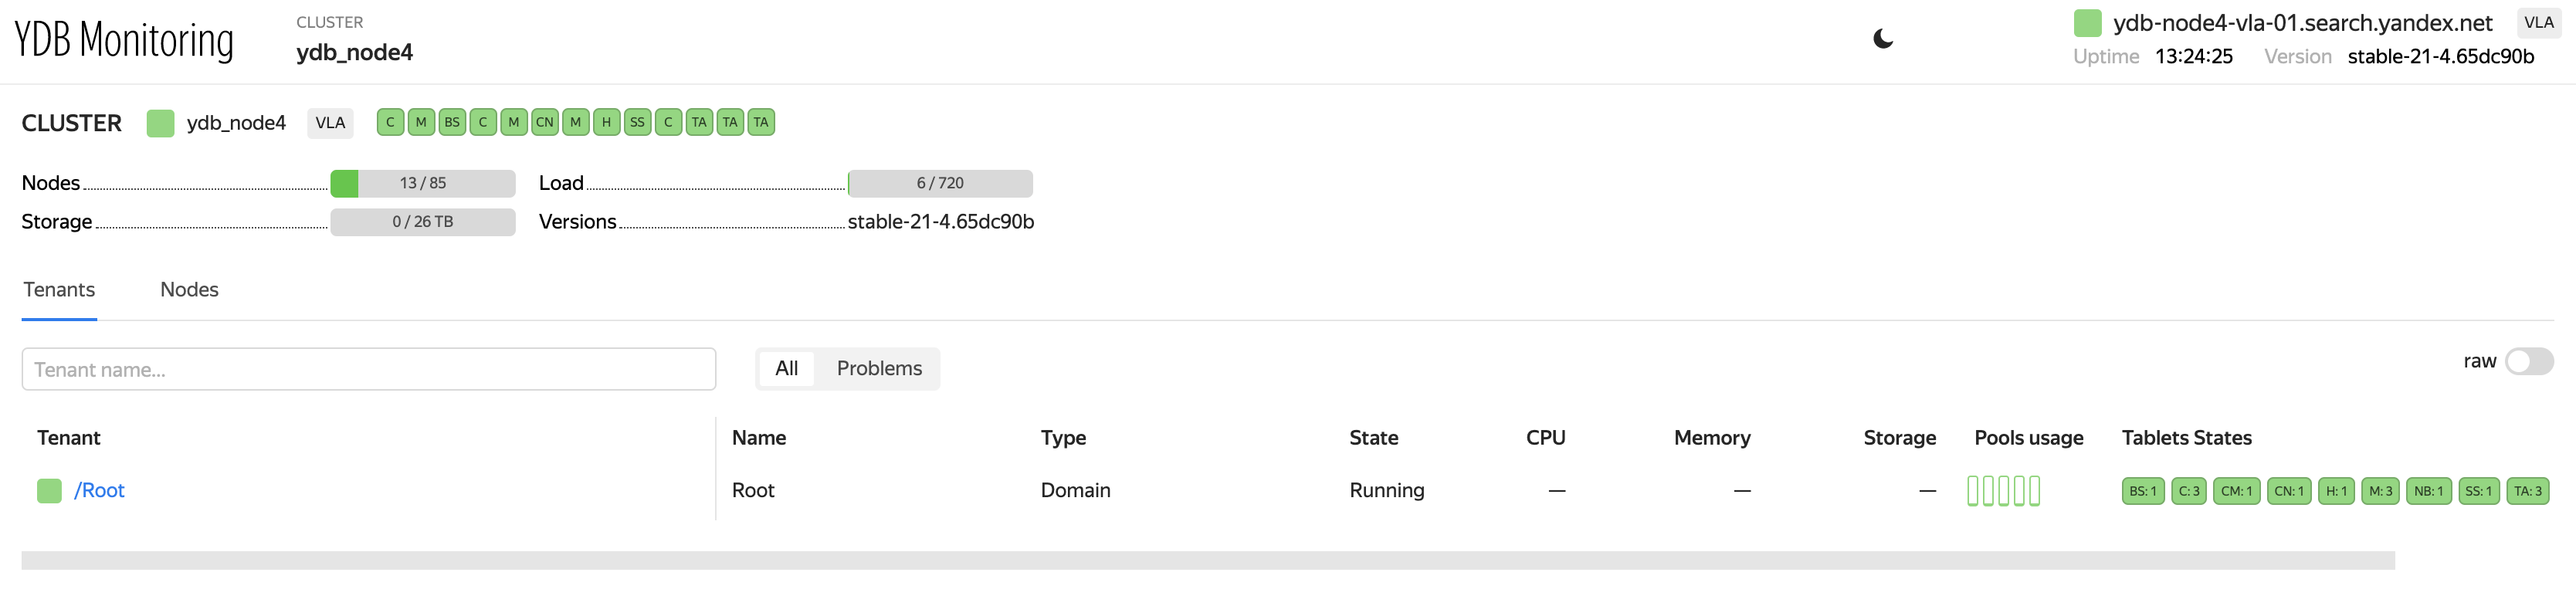 YDB Monitoring
CLUSTER
ydb_node4
ydb-node4-vla-01.search.yandex.net VLA
Uptime 13:24:25 Version stable-21-4.65dc90b
CLUSTER ydb_node4 VLA C M BS C M CN M H SS C TA TA TA
Nodes 13 / 85 Load 6 / 720
Storage 0 / 26 TB Versions stable-21-4.65dc90b
Tenants Nodes
Tenant name... All Problems raw
Tenant Name Type State CPU Memory Storage Pools usage Tablets States
/Root Root Domain Running — — — BS: 1 C: 3 CM: 1 CN: 1 H: 1 M: 3 NB: 1 SS: 1 TA: 3